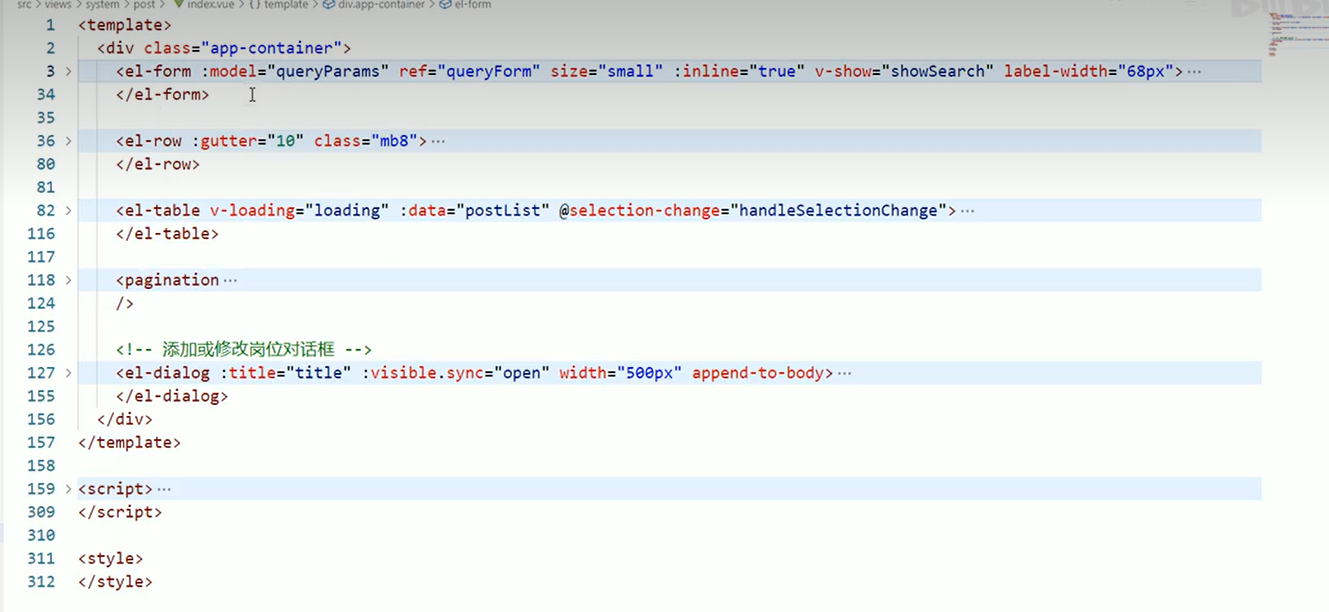 src > views > system > post > index.vue > {} template > div.app-container > el-form
1 <template>
2 <div class="app-container">
3 <el-form :model="queryParams" ref="queryForm" size="small" :inline="true" v-show="showSearch" label-width="68px">···
34 </el-form>
35
36 <el-row :gutter="10" class="mb8">···
80 </el-row>
81
82 <el-table v-loading="loading" :data="postList" @selection-change="handleSelectionChange">···
116 </el-table>
117
118 <pagination···
124 />
125
126 <!-- 添加或修改岗位对话框 -->
127 <el-dialog :title="title" :visible.sync="open" width="500px" append-to-body>···
155 </el-dialog>
156 </div>
157 </template>
158
159 <script>···
309 </script>
310
311 <style>
312 </style>